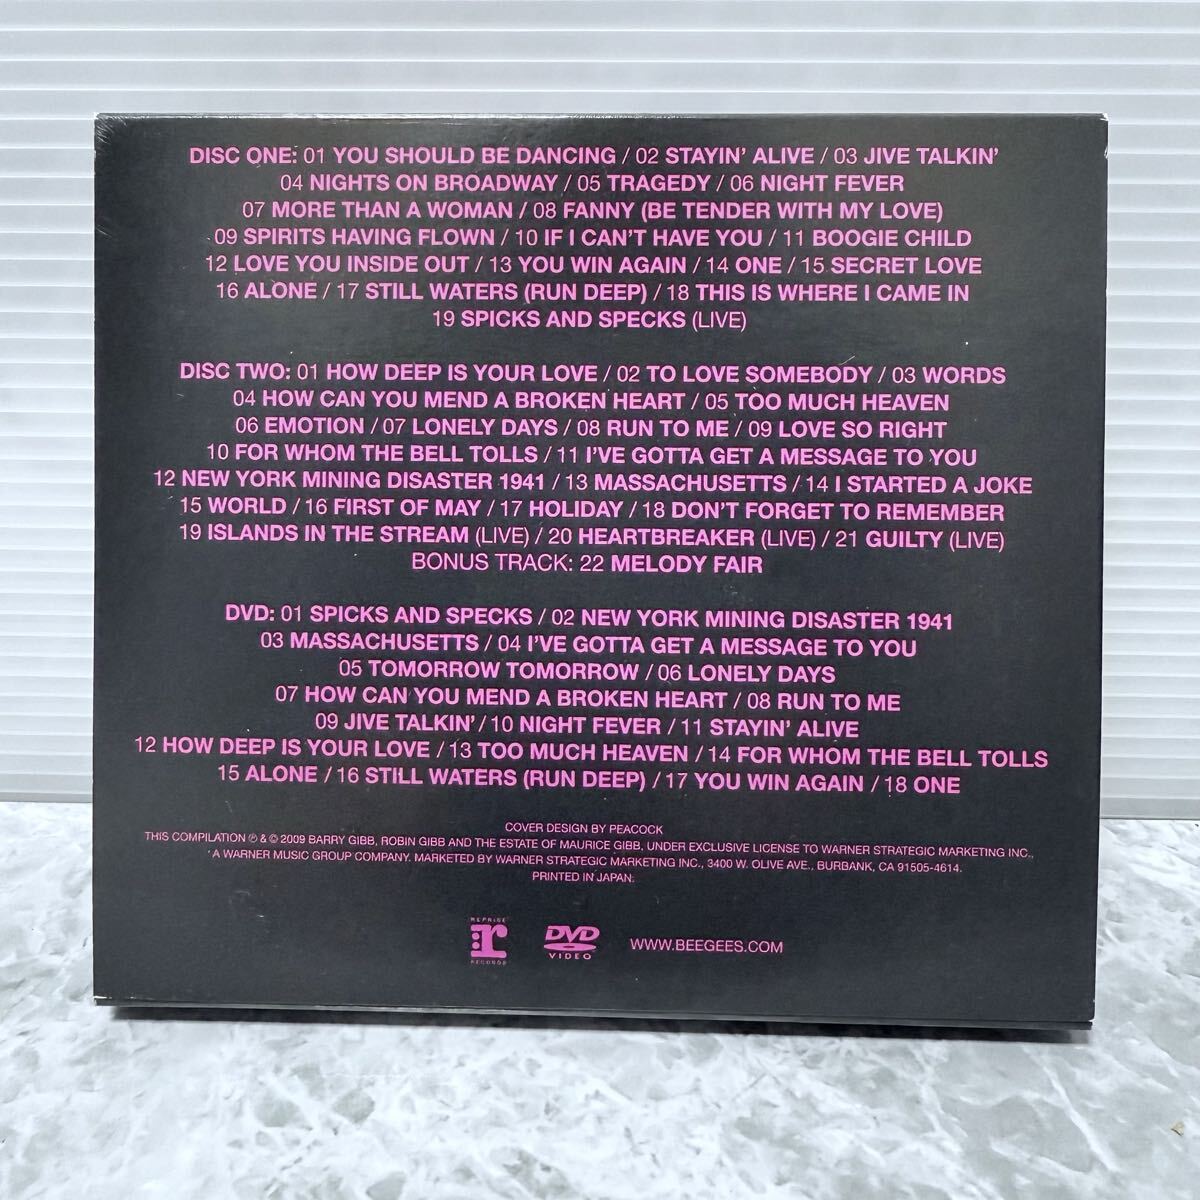 DISC ONE: 01 YOU SHOULD BE DANCING / 02 STAYIN' ALIVE / 03 JIVE TALKIN'
04 NIGHTS ON BROADWAY / 05 TRAGEDY / 06 NIGHT FEVER
07 MORE THAN A WOMAN / 08 FANNY (BE TENDER WITH MY LOVE)
09 SPIRITS HAVING FLOWN / 10 IF I CAN'T HAVE YOU / 11 BOOGIE CHILD
12 LOVE YOU INSIDE OUT / 13 YOU WIN AGAIN / 14 ONE / 15 SECRET LOVE
16 ALONE / 17 STILL WATERS (RUN DEEP) / 18 THIS IS WHERE I CAME IN
19 SPICKS AND SPECKS (LIVE)
DISC TWO: 01 HOW DEEP IS YOUR LOVE / 02 TO LOVE SOMEBODY / 03 WORDS
04 HOW CAN YOU MEND A BROKEN HEART / 05 TOO MUCH HEAVEN
06 EMOTION / 07 LONELY DAYS / 08 RUN TO ME / 09 LOVE SO RIGHT
10 FOR WHOM THE BELL TOLLS / 11 I'VE GOTTA GET A MESSAGE TO YOU
12 NEW YORK MINING DISASTER 1941 / 13 MASSACHUSETTS / 14 I STARTED A JOKE
15 WORLD / 16 FIRST OF MAY / 17 HOLIDAY / 18 DON'T FORGET TO REMEMBER
19 ISLANDS IN THE STREAM (LIVE) / 20 HEARTBREAKER (LIVE) / 21 GUILTY (LIVE)
BONUS TRACK: 22 MELODY FAIR
DVD: 01 SPICKS AND SPECKS / 02 NEW YORK MINING DISASTER 1941
03 MASSACHUSETTS / 04 I'VE GOTTA GET A MESSAGE TO YOU
05 TOMORROW TOMORROW / 06 LONELY DAYS
07 HOW CAN YOU MEND A BROKEN HEART / 08 RUN TO ME
09 JIVE TALKIN' / 10 NIGHT FEVER / 11 STAYIN' ALIVE
12 HOW DEEP IS YOUR LOVE / 13 TOO MUCH HEAVEN / 14 FOR WHOM THE BELL TOLLS
15 ALONE / 16 STILL WATERS (RUN DEEP) / 17 YOU WIN AGAIN / 18 ONE
COVER DESIGN BY PEACOCK
THIS COMPILATION ℗ & © 2009 BARRY GIBB, ROBIN GIBB AND THE ESTATE OF MAURICE GIBB, UNDER EXCLUSIVE LICENSE TO WARNER STRATEGIC MARKETING INC.,
A WARNER MUSIC GROUP COMPANY. MARKETED BY WARNER STRATEGIC MARKETING INC., 3400 W. OLIVE AVE., BURBANK, CA 91505-4614.
PRINTED IN JAPAN.
REPRISE
r
RECORDS
DVD
VIDEO
WWW.BEEGEES.COM